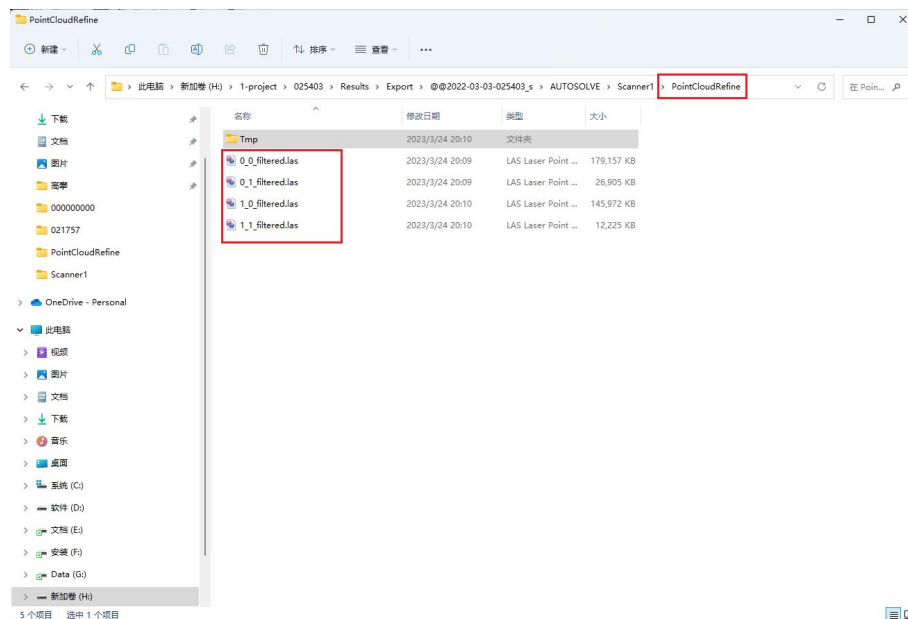 PointCloudRefine
新建
排序
查看
此电脑 › 新加卷 (H:) › 1-project › 025403 › Results › Export › @@2022-03-03-025403_s › AUTOSOLVE › Scanner1 › PointCloudRefine
在 Poin...
名称 修改日期 类型 大小
Tmp 2023/3/24 20:10 文件夹
0_0_filtered.las 2023/3/24 20:09 LAS Laser Point ... 179,157 KB
0_1_filtered.las 2023/3/24 20:09 LAS Laser Point ... 26,905 KB
1_0_filtered.las 2023/3/24 20:10 LAS Laser Point ... 145,972 KB
1_1_filtered.las 2023/3/24 20:10 LAS Laser Point ... 12,225 KB
下载
文档
图片
高攀
000000000
021757
PointCloudRefine
Scanner1
OneDrive - Personal
此电脑
视频
图片
文档
下载
音乐
桌面
系统 (C:)
软件 (D:)
文档 (E:)
安装 (F:)
Data (G:)
新加卷 (H:)
5 个项目 选中 1 个项目